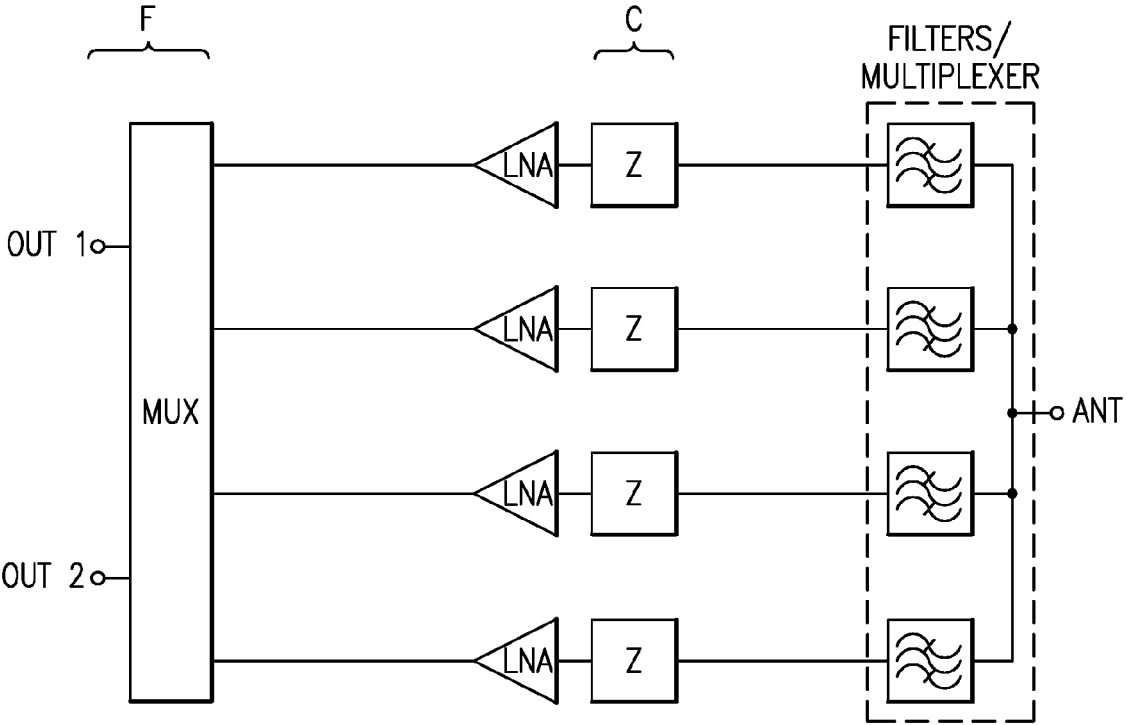 F
C
FILTERS/
MULTIPLEXER
LNA
Z
OUT 1
LNA
Z
MUX
ANT
LNA
Z
OUT 2
LNA
Z